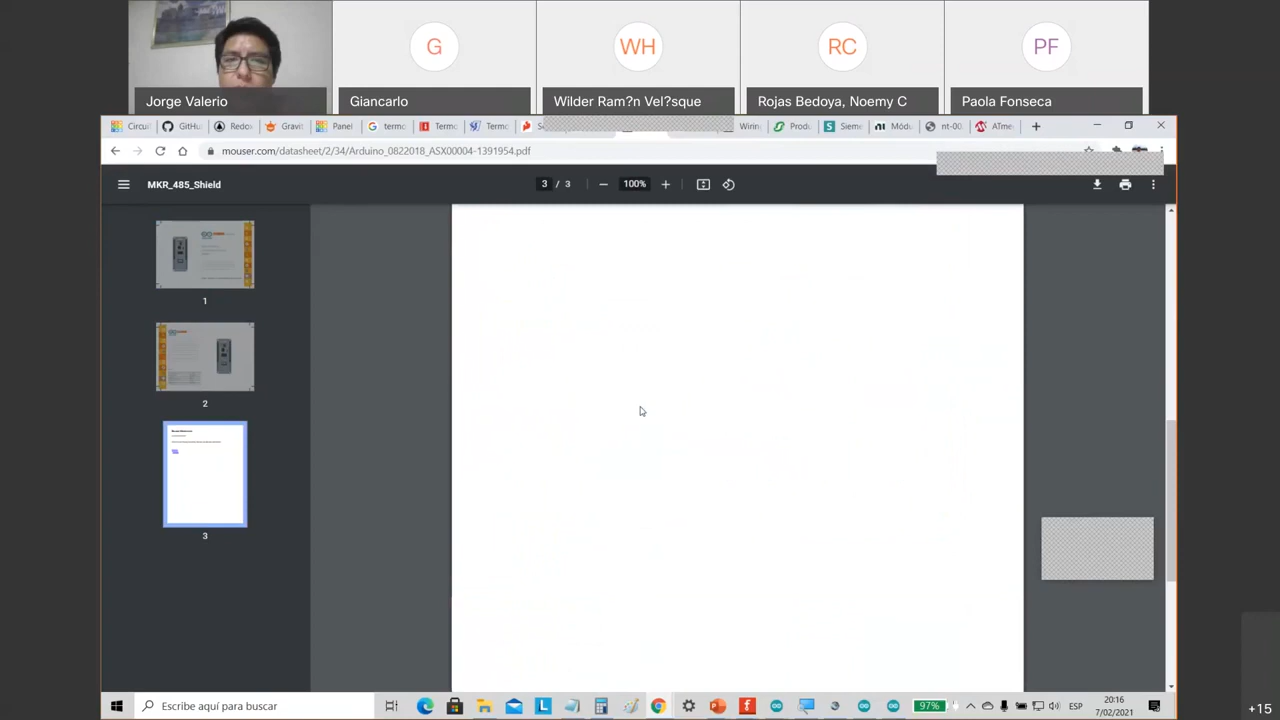 G
WH
RC
PF
Jorge Valerio
Giancarlo
Wilder Ram?n Vel?sque
Rojas Bedoya, Noemy C
Paola Fonseca
Circui
GitHu
Redox
Gravit
Panel
termo
Termo
Termo
Se
Wirin
Produ
Sieme
Módu
nt-00
ATme
mouser.com/datasheet/2/34/Arduino_0822018_ASX00004-1391954.pdf
MKR_485_Shield
3 / 3
100%
1
2
3
Escribe aquí para buscar
97%
ESP
20:16
7/02/2021
+15